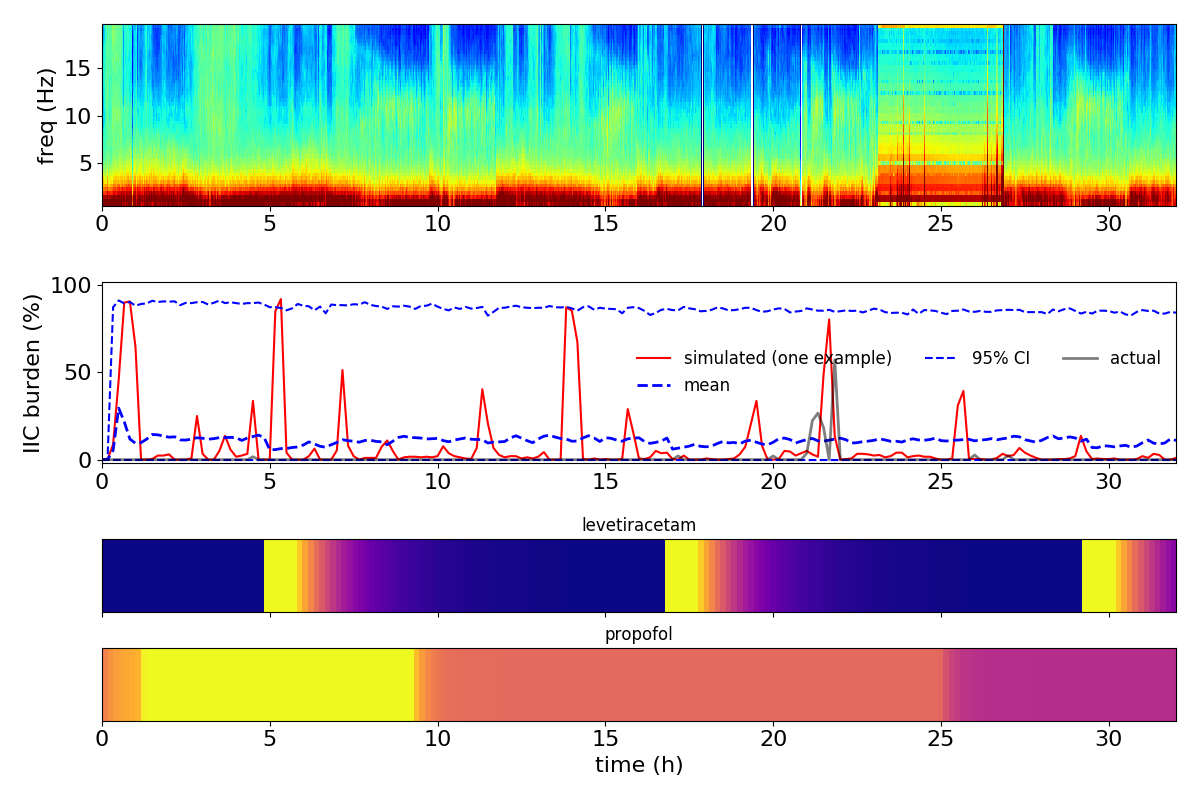 freq (Hz)
15
10
5
0 5 10 15 20 25 30
IIC burden (%)
100
50
0
simulated (one example) 95% CI actual
mean
0 5 10 15 20 25 30
levetiracetam
propofol
0 5 10 15 20 25 30
time (h)